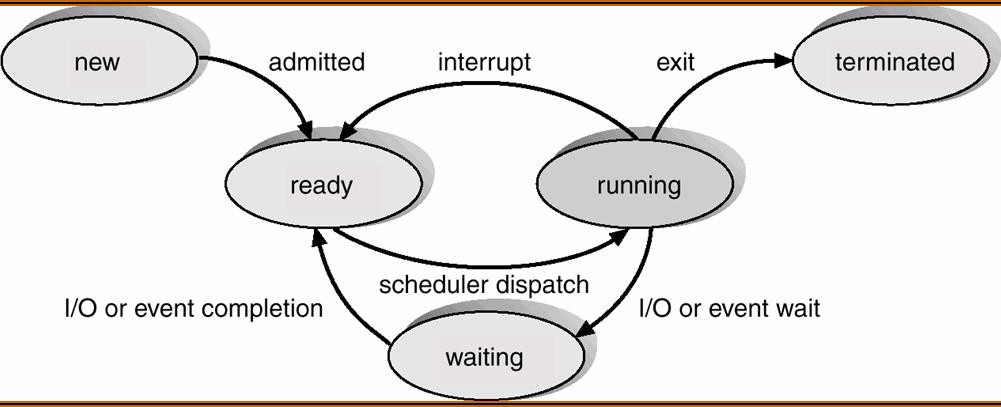 new
admitted
interrupt
exit
terminated
ready
running
scheduler dispatch
I/O or event completion
I/O or event wait
waiting